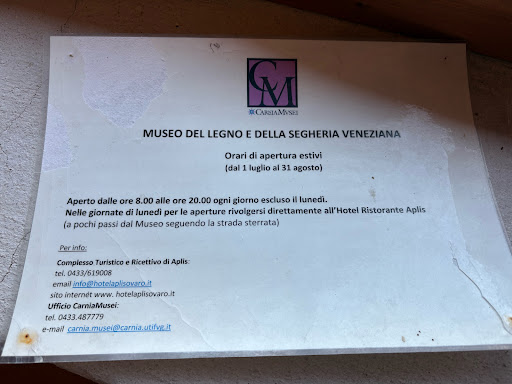 CM
CARNIAMVSEI
MUSEO DEL LEGNO E DELLA SEGHERIA VENEZIANA
Orari di apertura estivi
(dal 1 luglio al 31 agosto)
Aperto dalle ore 8.00 alle ore 20.00 ogni giorno escluso il lunedì.
Nelle giornate di lunedì per le aperture rivolgersi direttamente all'Hotel Ristorante Aplis
(a pochi passi dal Museo seguendo la strada sterrata)
Per info:
Complesso Turistico e Ricettivo di Aplis:
tel. 0433/619008
email info@hotelaplisovaro.it
sito internet www. hotelaplisovaro.it
Ufficio CarniaMusei:
tel. 0433.487779
e-mail carnia.musei@carnia.utifvg.it